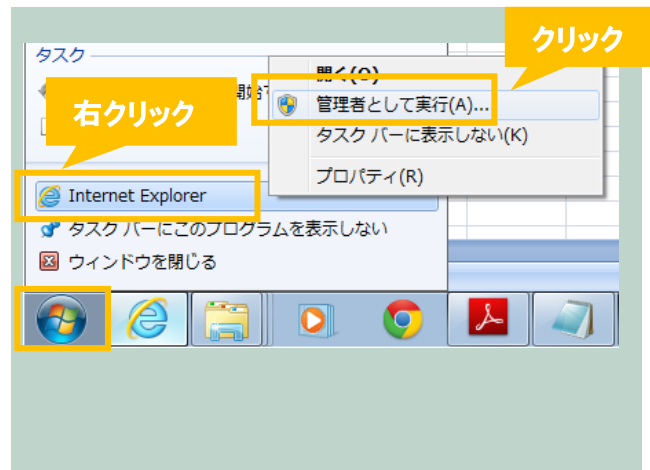 クリック
タスク
開く(O)
開始
管理者として実行(A)...
右クリック
タスク バーに表示しない(K)
プロパティ(R)
Internet Explorer
タスク バーにこのプログラムを表示しない
ウィンドウを閉じる